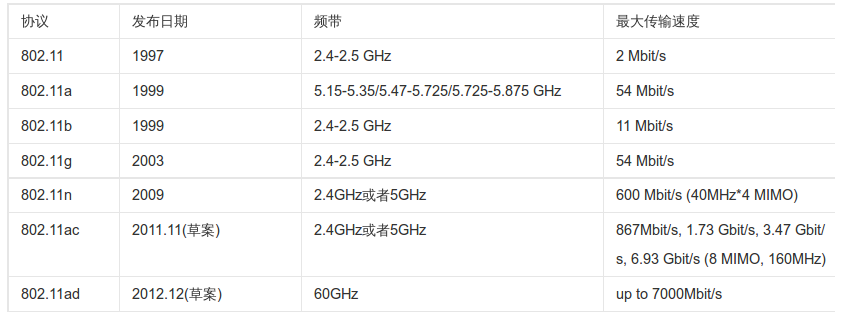 协议 发布日期 频带 最大传输速度
802.11 1997 2.4-2.5 GHz 2 Mbit/s
802.11a 1999 5.15-5.35/5.47-5.725/5.725-5.875 GHz 54 Mbit/s
802.11b 1999 2.4-2.5 GHz 11 Mbit/s
802.11g 2003 2.4-2.5 GHz 54 Mbit/s
802.11n 2009 2.4GHz或者5GHz 600 Mbit/s (40MHz*4 MIMO)
802.11ac 2011.11(草案) 2.4GHz或者5GHz 867Mbit/s, 1.73 Gbit/s, 3.47 Gbit/
s, 6.93 Gbit/s (8 MIMO, 160MHz)
802.11ad 2012.12(草案) 60GHz up to 7000Mbit/s